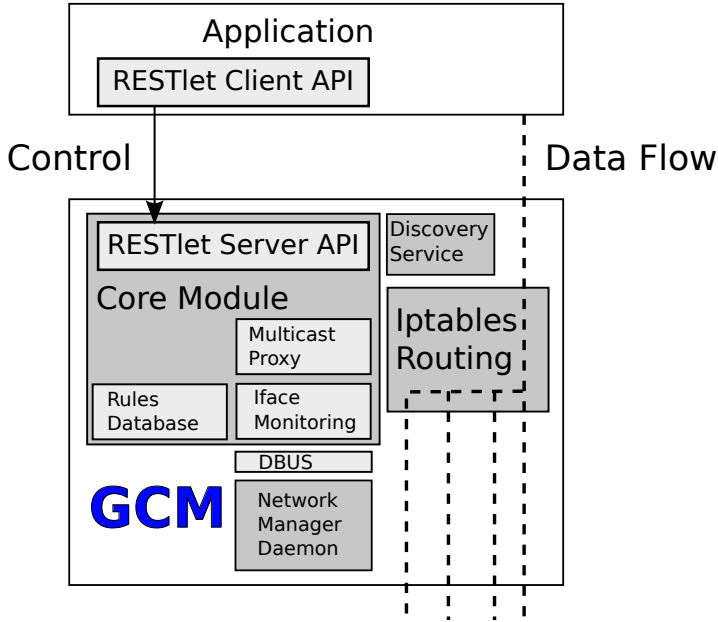 Application
RESTlet Client API
Control
Data Flow
RESTlet Server API
Discovery
Service
Core Module
Iptables
Routing
Multicast
Proxy
Rules
Database
Iface
Monitoring
DBUS
GCM
Network
Manager
Daemon